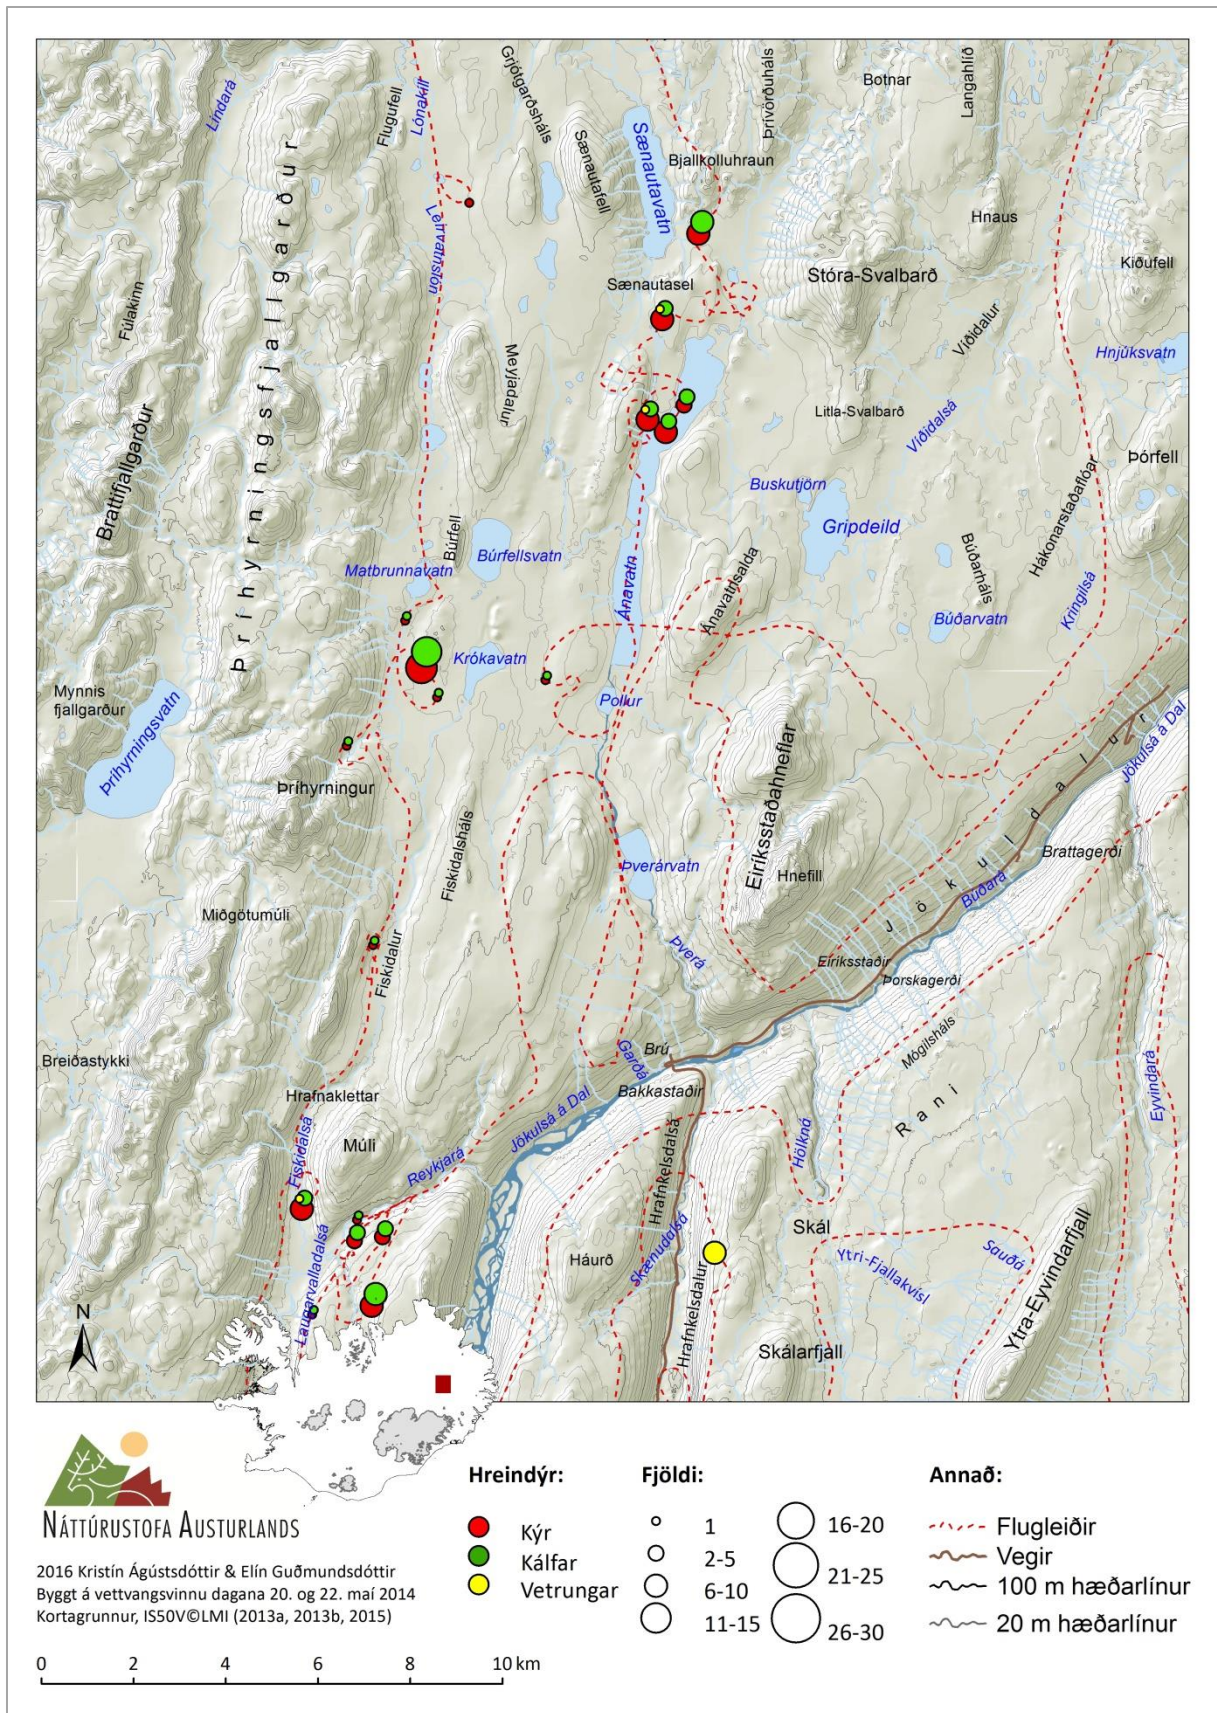 Líndará
Flugufell
Lónakíll
Grjótgarðsháls
Sænautafell
Sænautavatn
Þrívörðuháls
Botnar
Langahlíð
Bjallkolluhraun
Hnaus
Kiðufell
Stóra-Svalbarð
Sænautasel
Fúlakinn
Þríhyrningsfjallgarður
Meyjadalur
Víðidalur
Hnjúksvatn
Litla-Svalbarð
Víðidalsá
Brattifjallgarður
Þórfell
Buskutjörn
Gripdeild
Hákonarstaðaflóar
Búrfell
Búrfellsvatn
Matbrunnavatn
Ánavatn
Ánavatnsalda
Búðarháls
Kringilsá
Búðarvatn
Krókavatn
Mynnis
fjallgarður
Þríhyrningsvatn
Pollur
Jökulsá á Dal
Þríhyrningur
Eiríksstaðahneflar
Fiskidalsháls
Jökuldalur
Þverárvatn
Hnefill
Brattagerði
Buðará
Miðgötumúli
Fiskidalur
Þverá
Eiríksstaðir
Þorskagerði
Mógilsháls
Breiðastykki
Brú
Garðá
Bakkastaðir
Eyvindará
Hrafnaklettar
Rani
Jökulsá á Dal
Fiskidalsá
Múli
Reykjará
Hrafnkelsdalsá
Hölkná
Skál
Háurð
Skænudalsá
Hrafnkelsdalur
Ytri-Fjallakvísl
Sauðá
Ytra-Eyvindarfjall
Laugarvalladalsá
Skálarfjall
N
NÁTTÚRUSTOFA AUSTURLANDS
2016 Kristín Ágústsdóttir & Elín Guðmundsdóttir
Byggt á vettvangsvinnu dagana 20. og 22. maí 2014
Kortagrunnur, IS50V©LMI (2013a, 2013b, 2015)
0 2 4 6 8 10 km
Hreindýr:
Kýr
Kálfar
Vetrungar
Fjöldi:
1
2-5
6-10
11-15
16-20
21-25
26-30
Annað:
Flugleiðir
Vegir
100 m hæðarlínur
20 m hæðarlínur